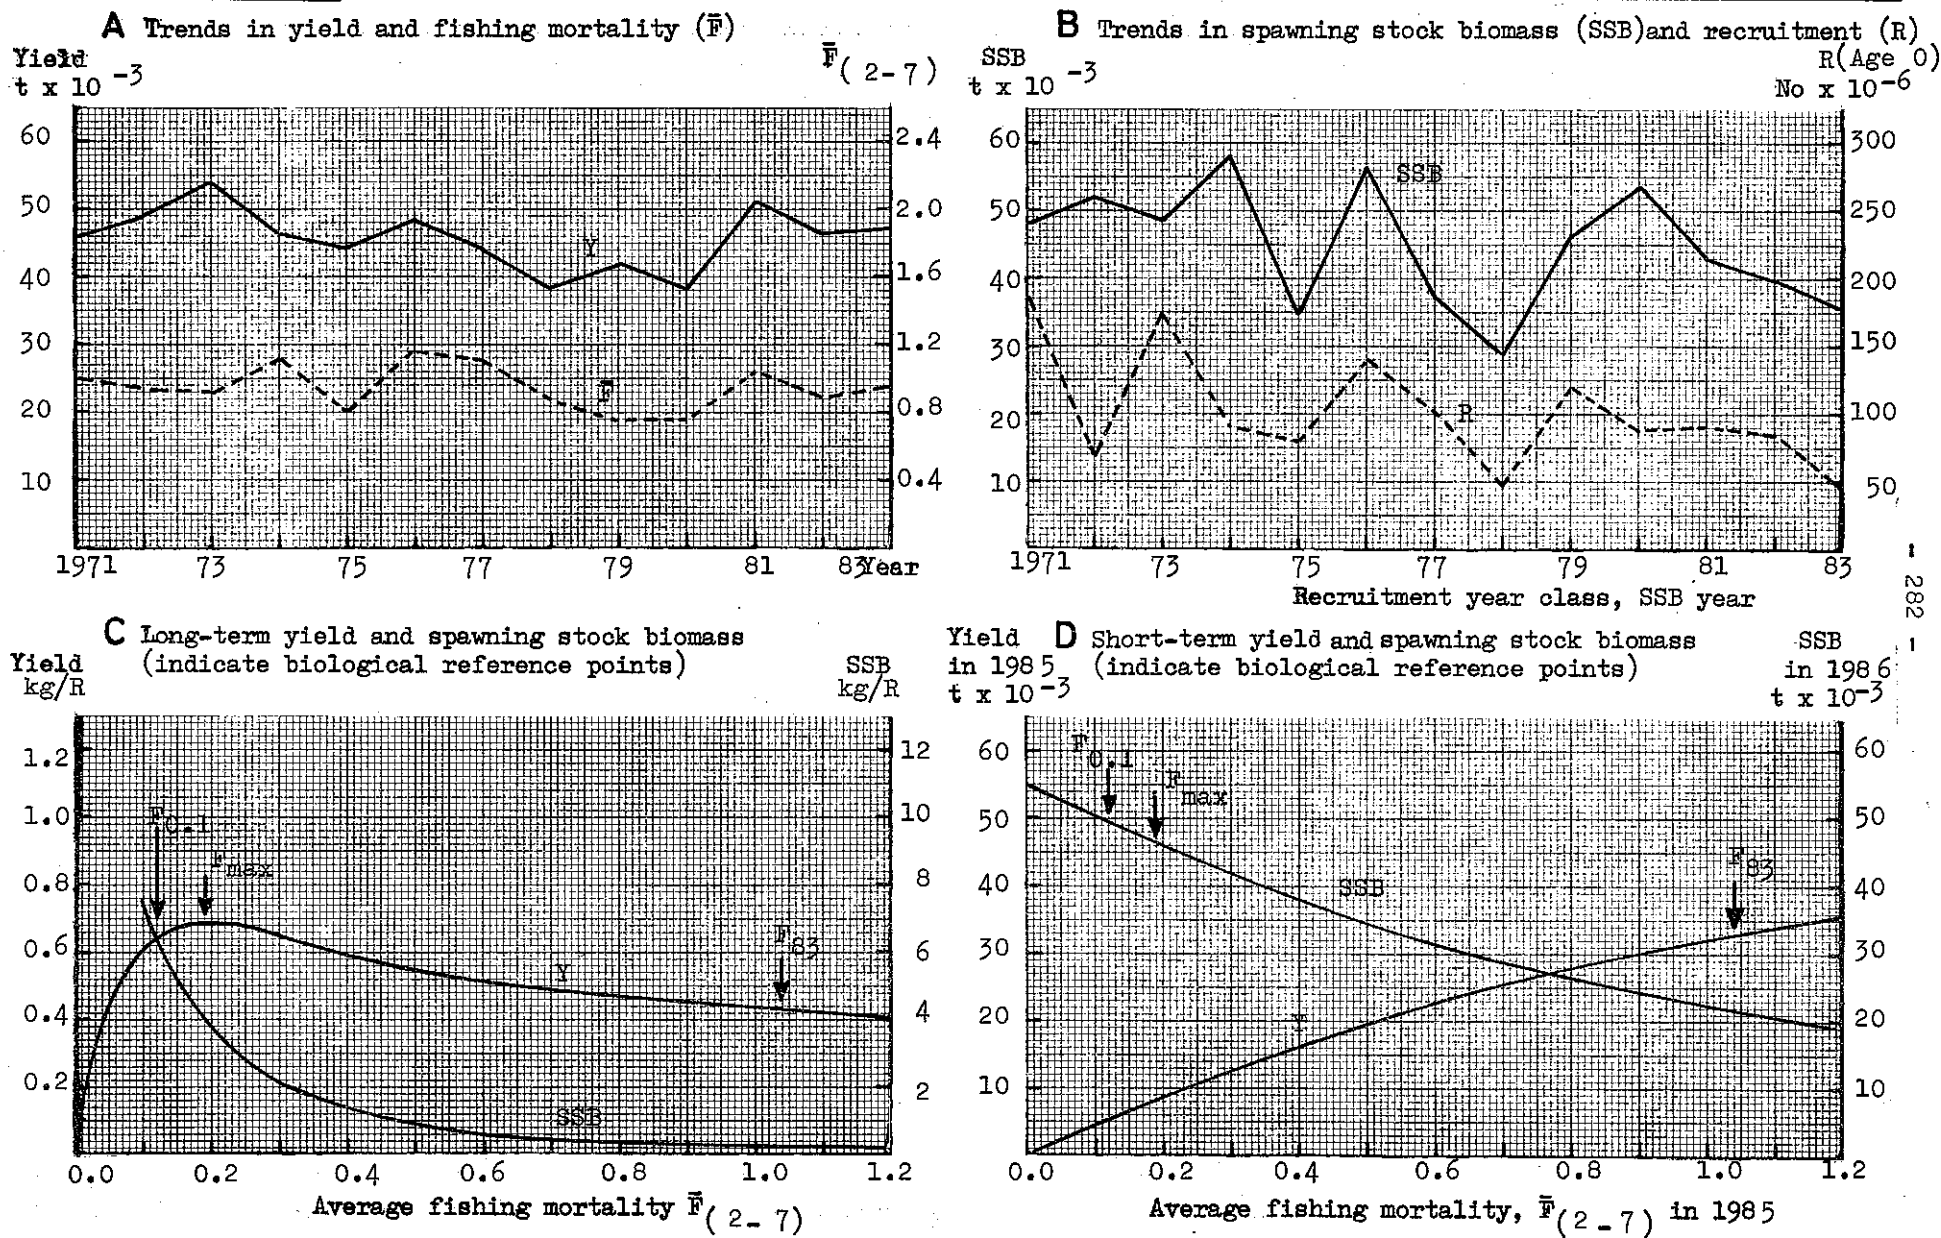 A Trends in yield and fishing mortality (F̄)
Yield
t x 10 -3
F̄( 2-7 )
60
50
40
30
20
10
2.4
2.0
1.6
1.2
0.8
0.4
Y
F̄
1971 73 75 77 79 81 83 Year
B Trends in spawning stock biomass (SSB)and recruitment (R)
SSB
t x 10 -3
R(Age 0)
No x 10-6
60
50
40
30
20
10
300
250
200
150
100
50
SSB
R
1971 73 75 77 79 81 83
Recruitment year class, SSB year
- 282 -
C Long-term yield and spawning stock biomass
(indicate biological reference points)
Yield
kg/R
SSB
kg/R
1.2
1.0
0.8
0.6
0.4
0.2
12
10
8
6
4
2
F0.1
Fmax
F83
Y
SSB
0.0 0.2 0.4 0.6 0.8 1.0 1.2
Average fishing mortality F̄( 2- 7)
D Short-term yield and spawning stock biomass
(indicate biological reference points)
Yield
in 1985
t x 10-3
SSB
in 1986
t x 10-3
60
50
40
30
20
10
60
50
40
30
20
10
F0.1
Fmax
F83
SSB
Y
0.0 0.2 0.4 0.6 0.8 1.0 1.2
Average fishing mortality, F̄(2 - 7) in 1985